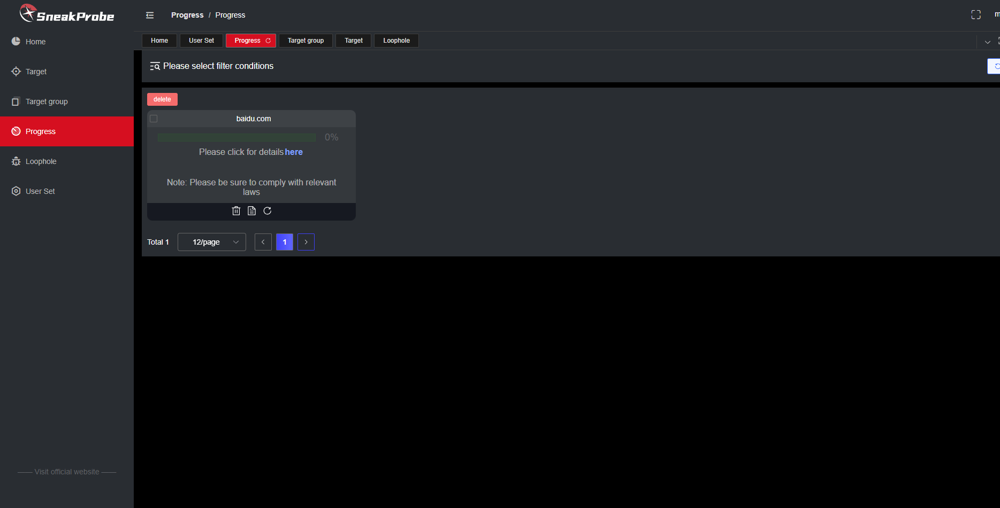 SneakProbe
Progress / Progress
m
Home
Target
Target group
Progress
Loophole
User Set
Visit official website
Home User Set Progress Target group Target Loophole
Please select filter conditions
delete
baidu.com
0%
Please click for details here
Note: Please be sure to comply with relevant
laws
Total 1 12/page 1